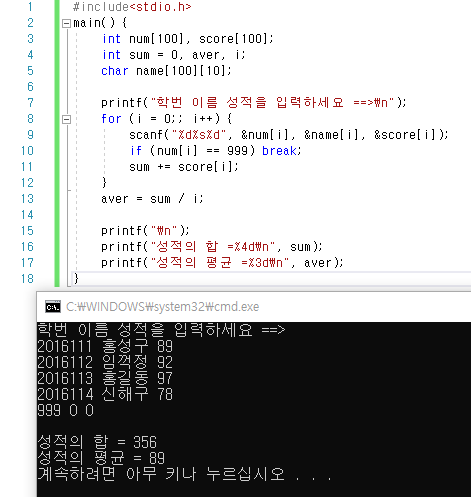 1 #include<stdio.h>
2 main() {
3 int num[100], score[100];
4 int sum = 0, aver, i;
5 char name[100][10];
6
7 printf("학번 이름 성적을 입력하세요 ==>₩n");
8 for (i = 0;; i++) {
9 scanf("%d%s%d", &num[i], &name[i], &score[i]);
10 if (num[i] == 999) break;
11 sum += score[i];
12 }
13 aver = sum / i;
14
15 printf("₩n");
16 printf("성적의 합 =%4d₩n", sum);
17 printf("성적의 평균 =%3d₩n", aver);
18 }
C:₩WINDOWS₩system32₩cmd.exe
학번 이름 성적을 입력하세요 ==>
2016111 홍성구 89
2016112 임꺽정 92
2016113 홍길동 97
2016114 신해구 78
999 0 0
성적의 합 = 356
성적의 평균 = 89
계속하려면 아무 키나 누르십시오 . . .